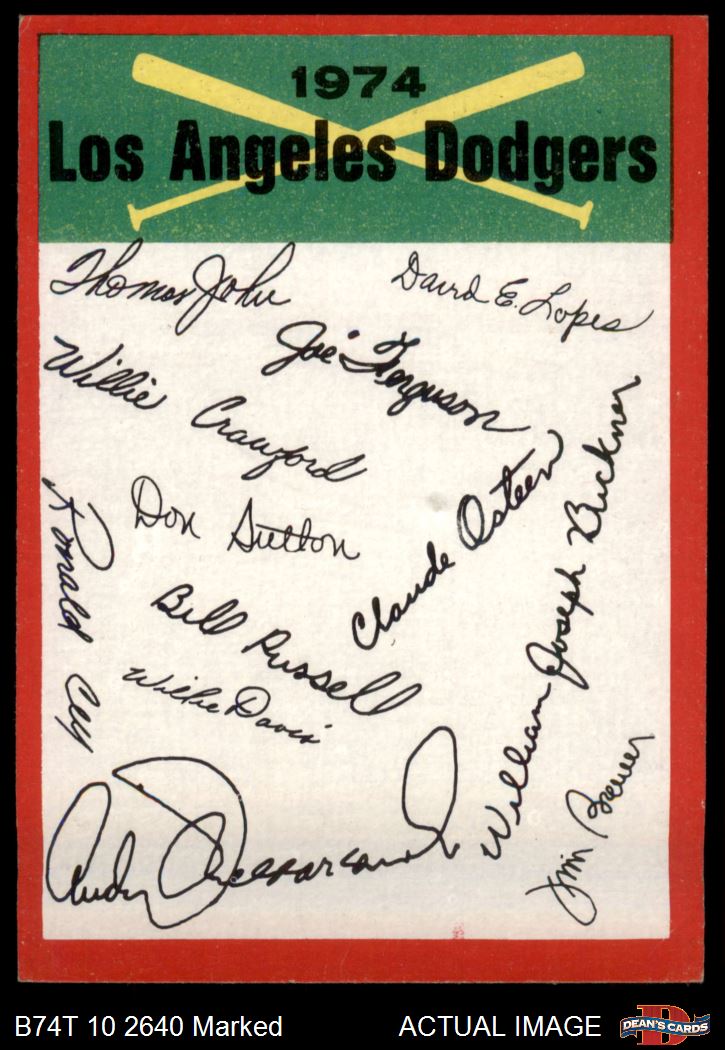 1974
Los Angeles Dodgers
Thomas John
David E. Lopes
Joe Ferguson
Willie Crawford
Don Sutton
Claude Osteen
William Joseph Buckner
Ronald Cey
Bill Russell
Willie Davis
Andy
Jim Brewer
B74T 10 2640 Marked
ACTUAL IMAGE
D
DEAN'S CARDS